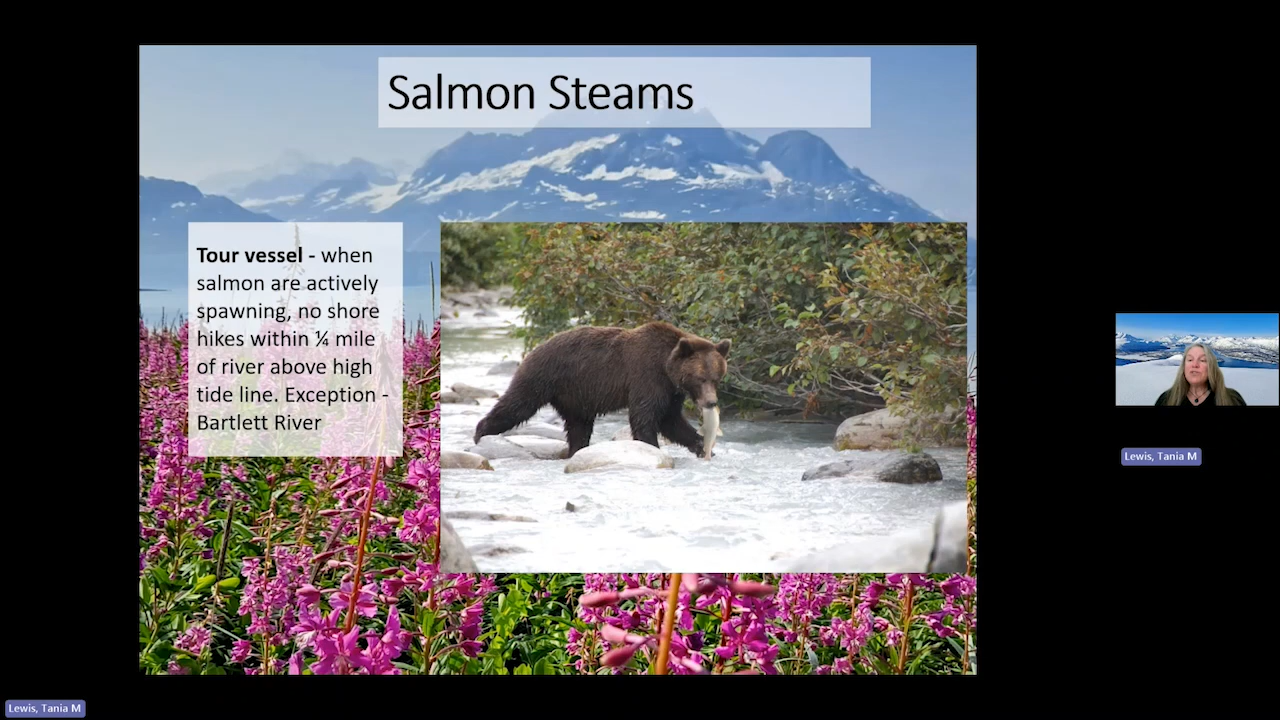 Salmon Steams
Tour vessel - when
salmon are actively
spawning, no shore
hikes within ¼ mile
of river above high
tide line. Exception -
Bartlett River
Lewis, Tania M
Lewis, Tania M